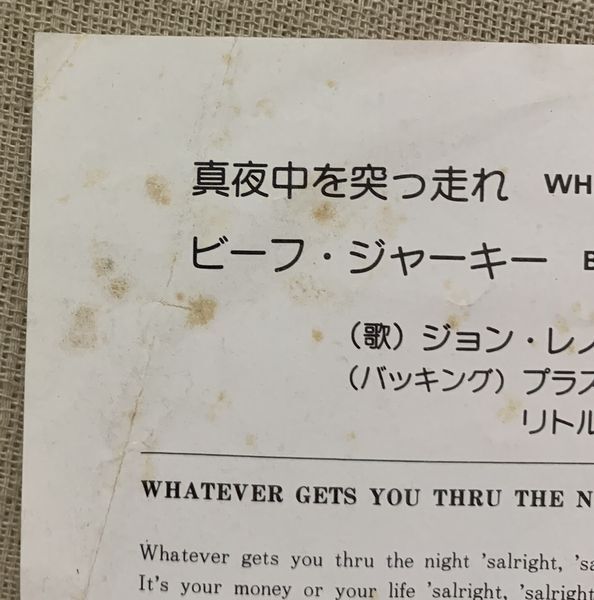 真夜中を突っ走れ WH
ビーフ・ジャーキー
(歌) ジョン・レノ
(バッキング) プラス
リトル
WHATEVER GETS YOU THRU THE N
Whatever gets you thru the night 'salright, 'sa
It's your money or your life 'salright, 'salright